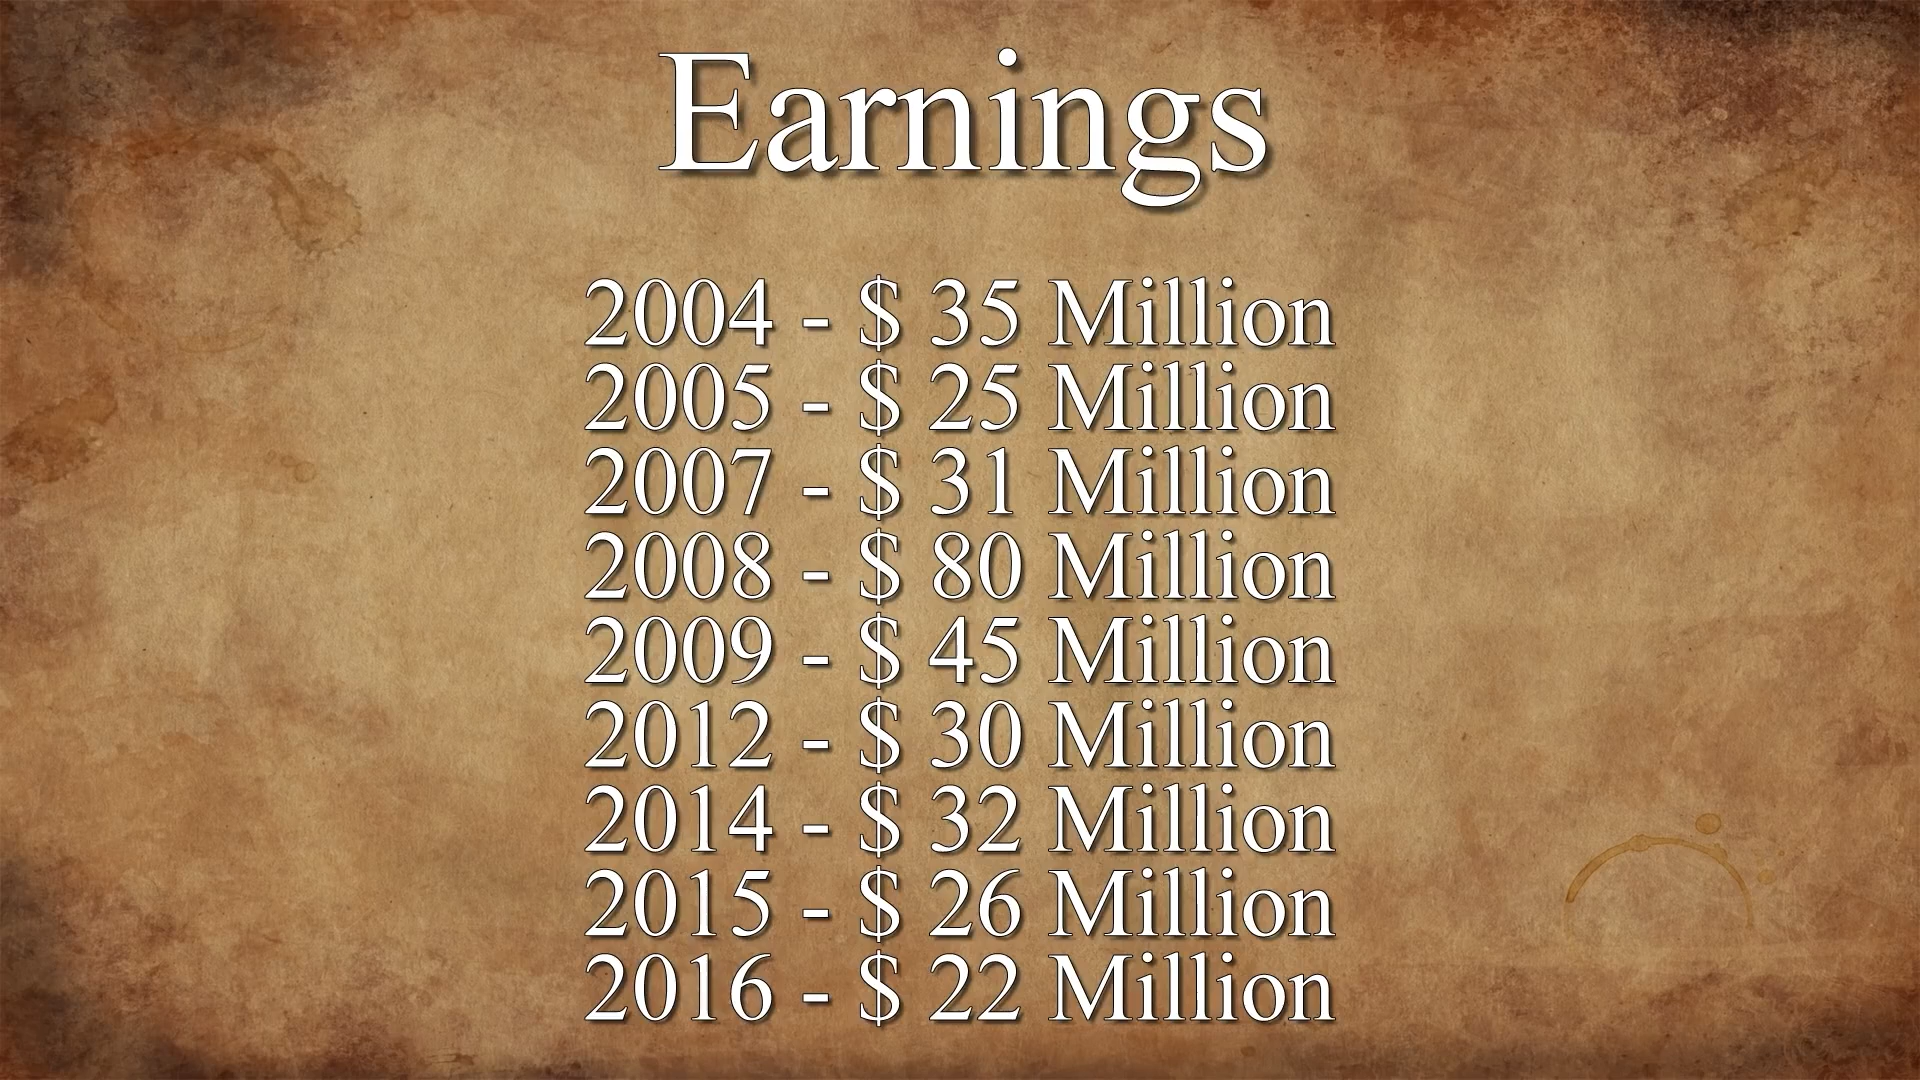 Earnings
2004 - $ 35 Million
2005 - $ 25 Million
2007 - $ 31 Million
2008 - $ 80 Million
2009 - $ 45 Million
2012 - $ 30 Million
2014 - $ 32 Million
2015 - $ 26 Million
2016 - $ 22 Million